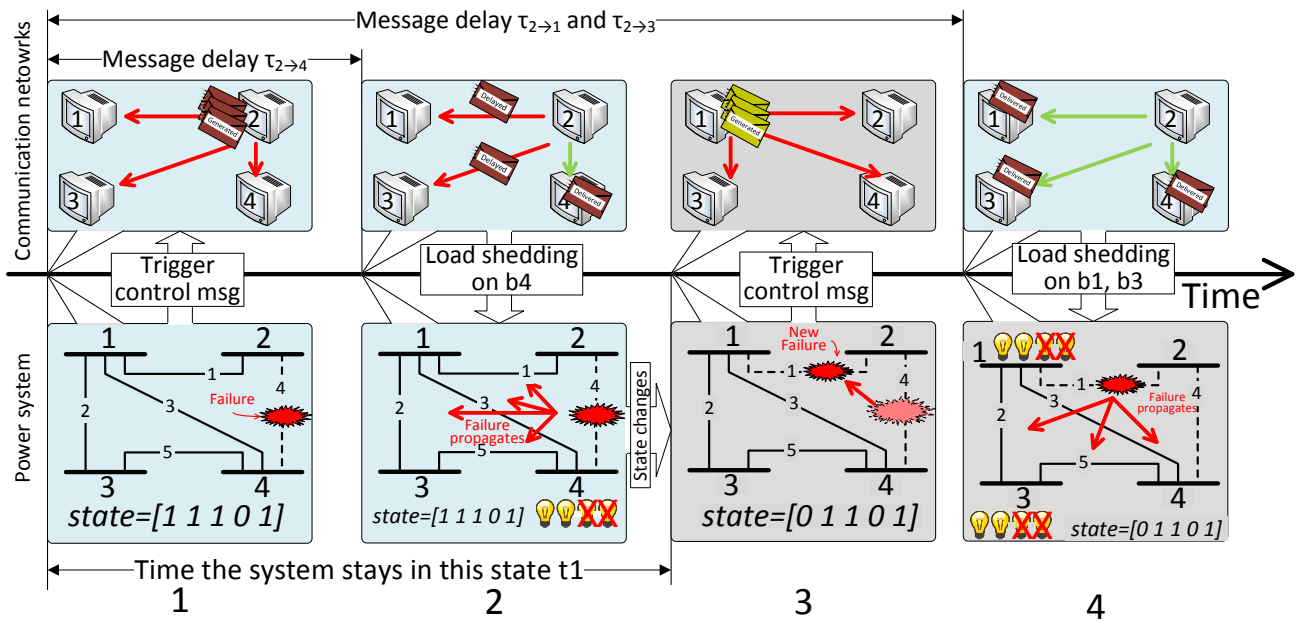 Message delay τ2→1 and τ2→3
Message delay τ2→4
Communication netowrks
1
2
3
4
Generated
1
2
3
4
Delayed
Delayed
Delivered
1
2
3
4
Generated
1
2
3
4
Delivered
Delivered
Delivered
Trigger
control msg
Load shedding
on b4
Trigger
control msg
Load shedding
on b1, b3
Time
Power system
1
2
1
4
2
3
Failure
5
3
4
state=[1 1 1 0 1]
1
2
1
4
2
3
Failure
propagates
5
3
4
state=[1 1 1 0 1]
State changes
1
2
New
Failure
1
4
2
3
5
3
4
state=[0 1 1 0 1]
1
2
1
4
3
2
Failure
propagates
5
3
4
state=[0 1 1 0 1]
Time the system stays in this state t1
1
2
3
4